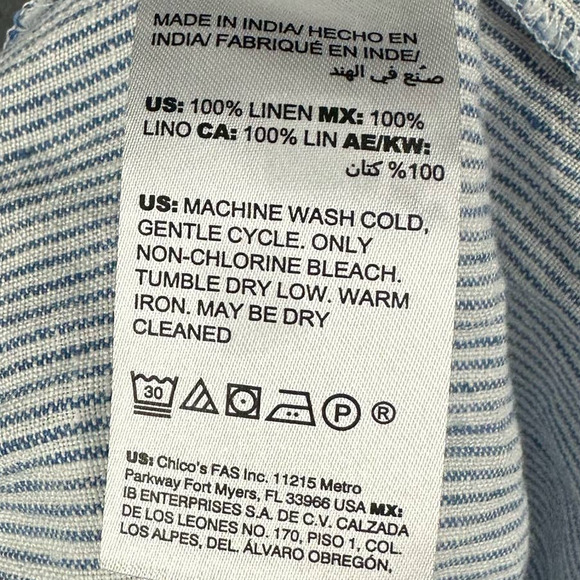 MADE IN INDIA/ HECHO EN
INDIA/ FABRIQUÉ EN INDE/
صنع في الهند
US: 100% LINEN MX: 100%
LINO CA: 100% LIN AE/KW:
100% كتان
US: MACHINE WASH COLD,
GENTLE CYCLE. ONLY
NON-CHLORINE BLEACH.
TUMBLE DRY LOW. WARM
IRON. MAY BE DRY
CLEANED
30 P ®
US: Chico's FAS Inc. 11215 Metro
Parkway Fort Myers, FL 33966 USA MX:
IB ENTERPRISES S.A. DE C.V. CALZADA
DE LOS LEONES NO. 170, PISO 1, COL.
LOS ALPES, DEL. ÁLVARO OBREGÓN,